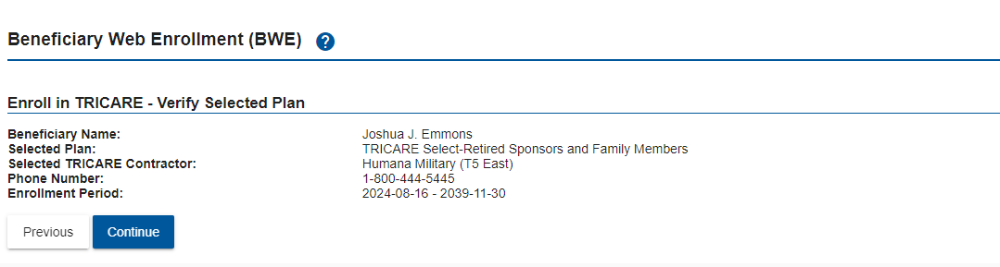 Beneficiary Web Enrollment (BWE) ?
Enroll in TRICARE - Verify Selected Plan
Beneficiary Name: Joshua J. Emmons
Selected Plan: TRICARE Select-Retired Sponsors and Family Members
Selected TRICARE Contractor: Humana Military (T5 East)
Phone Number: 1-800-444-5445
Enrollment Period: 2024-08-16 - 2039-11-30
Previous Continue